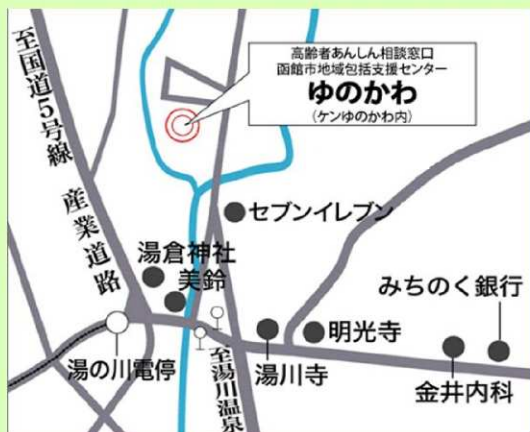 高齢者あんしん相談窓口
函館市地域包括支援センター
ゆのかわ
(ケンゆのかわ内)
至国道5号線
産業道路
セブンイレブン
湯倉神社
美鈴
みちのく銀行
湯の川電停
至湯川温泉
湯川寺
明光寺
金井内科